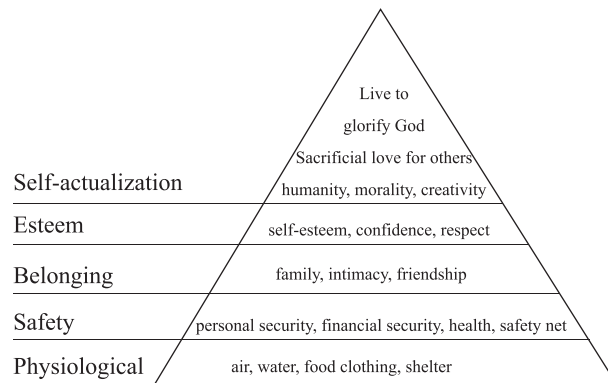 Live to
glorify God
Sacrificial love for others
Self-actualization
humanity, morality, creativity
Esteem
self-esteem, confidence, respect
Belonging
family, intimacy, friendship
Safety
personal security, financial security, health, safety net
Physiological
air, water, food clothing, shelter